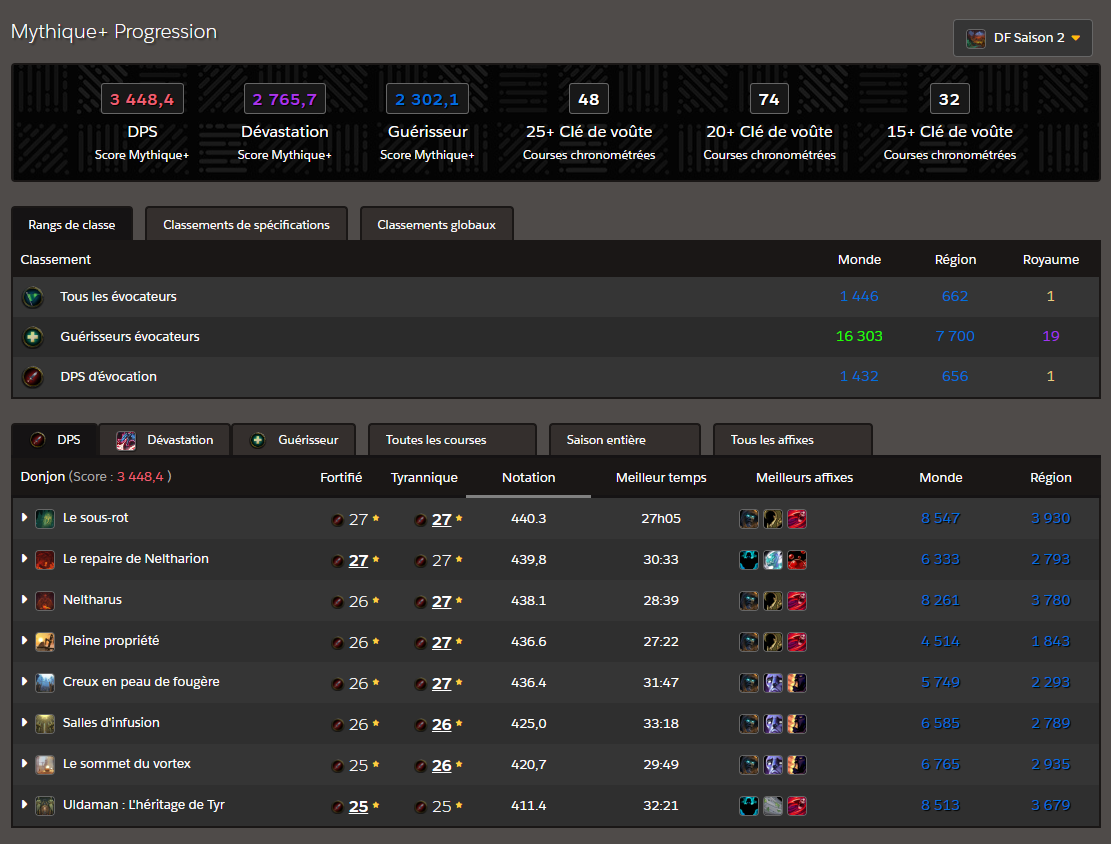 Mythique+ Progression
DF Saison 2
3 448,4 2 765,7 2 302,1 48 74 32
DPS Dévastation Guérisseur 25+ Clé de voûte 20+ Clé de voûte 15+ Clé de voûte
Score Mythique+ Score Mythique+ Score Mythique+ Courses chronométrées Courses chronométrées Courses chronométrées
Rangs de classe Classements de spécifications Classements globaux
Classement Monde Région Royaume
Tous les évocateurs 1 446 662 1
Guérisseurs évocateurs 16 303 7 700 19
DPS d'évocation 1 432 656 1
DPS Dévastation Guérisseur Toutes les courses Saison entière Tous les affixes
Donjon (Score : 3 448,4 ) Fortifié Tyrannique Notation Meilleur temps Meilleurs affixes Monde Région
Le sous-rot 27 27 440.3 27h05 8 547 3 930
Le repaire de Neltharion 27 27 439,8 30:33 6 333 2 793
Neltharus 26 27 438.1 28:39 8 261 3 780
Pleine propriété 26 27 436.6 27:22 4 514 1 843
Creux en peau de fougère 26 27 436.4 31:47 5 749 2 293
Salles d'infusion 26 26 425,0 33:18 6 585 2 789
Le sommet du vortex 25 26 420,7 29:49 6 765 2 935
Uldaman : L'héritage de Tyr 25 25 411.4 32:21 8 513 3 679